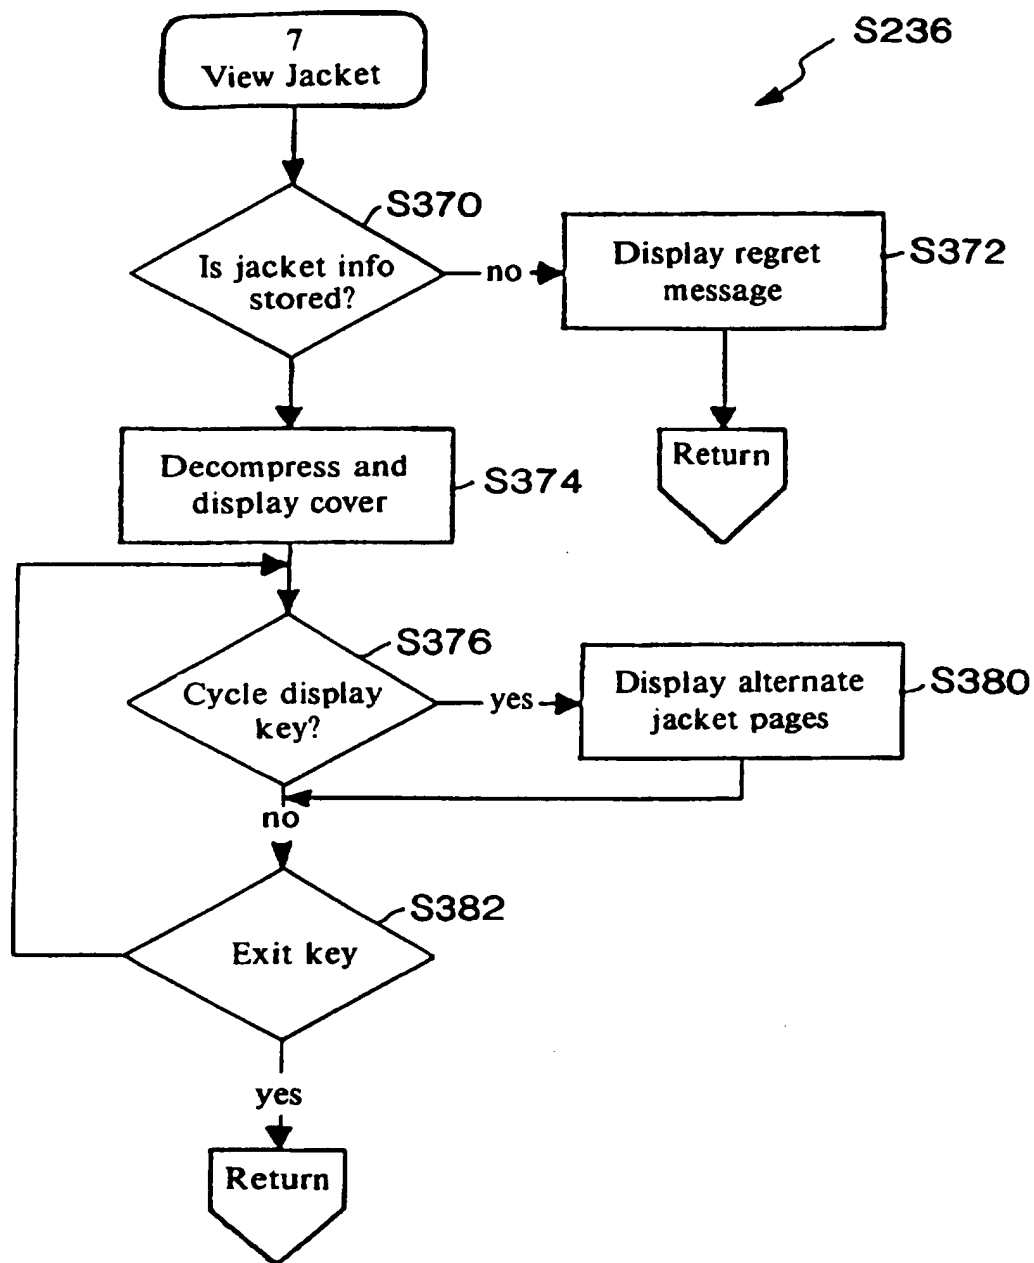 S236
7
View Jacket
S370
Is jacket info
stored?
no
Display regret
message
S372
Return
Decompress and
display cover
S374
S376
Cycle display
key?
yes
Display alternate
jacket pages
S380
no
S382
Exit key
yes
Return